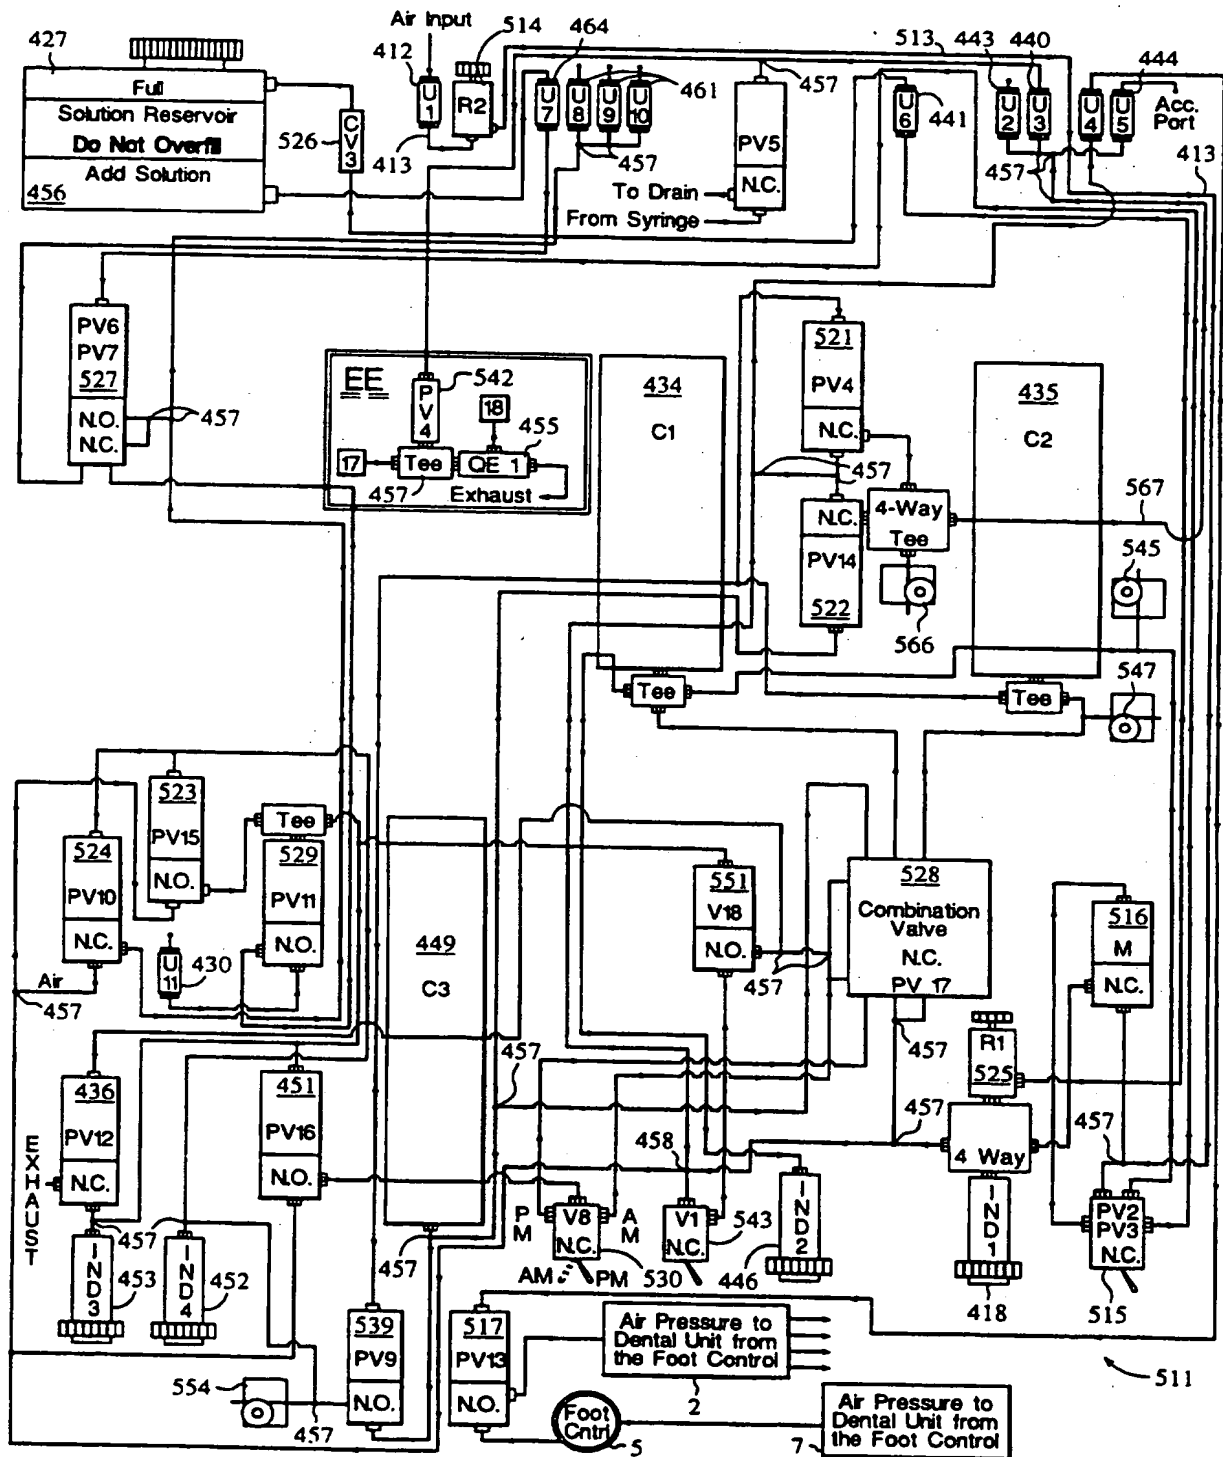 Air Input
514
464
513
443
440
444
427
412
Full
Solution Reservoir
Do Not Overfill
Add Solution
456
CV3
526
U1
413
R2
U7
U8
U9
U10
461
457
457
PV5
N.C.
To Drain
From Syringe
U6
441
U2
U3
U4
U5
Acc.
Port
457
413
PV6
PV7
527
N.O.
N.C.
457
EE
PV4
542
18
455
17
Tee
QE 1
457
Exhaust
434
C1
521
PV4
N.C.
457
N.C.
PV14
522
4-Way
Tee
566
435
C2
567
545
547
Tee
Tee
523
PV15
N.O.
524
PV10
N.C.
Air
457
U11
430
Tee
529
PV11
N.O.
449
C3
551
V18
N.O.
457
528
Combination
Valve
N.C.
PV 17
457
516
M
N.C.
R1
525
4 Way
457
457
457
458
436
PV12
N.C.
EXHAUST
457
451
PV16
N.O.
457
IND3
453
IND4
452
PM
V8
N.C.
AM
AM
PM
530
V1
N.C.
543
IND2
446
IND1
418
PV2
PV3
N.C.
515
457
539
PV9
N.O.
554
457
517
PV13
N.O.
Air Pressure to
Dental Unit from
the Foot Control
2
Foot
Cntrl
5
Air Pressure to
Dental Unit from
the Foot Control
7
511